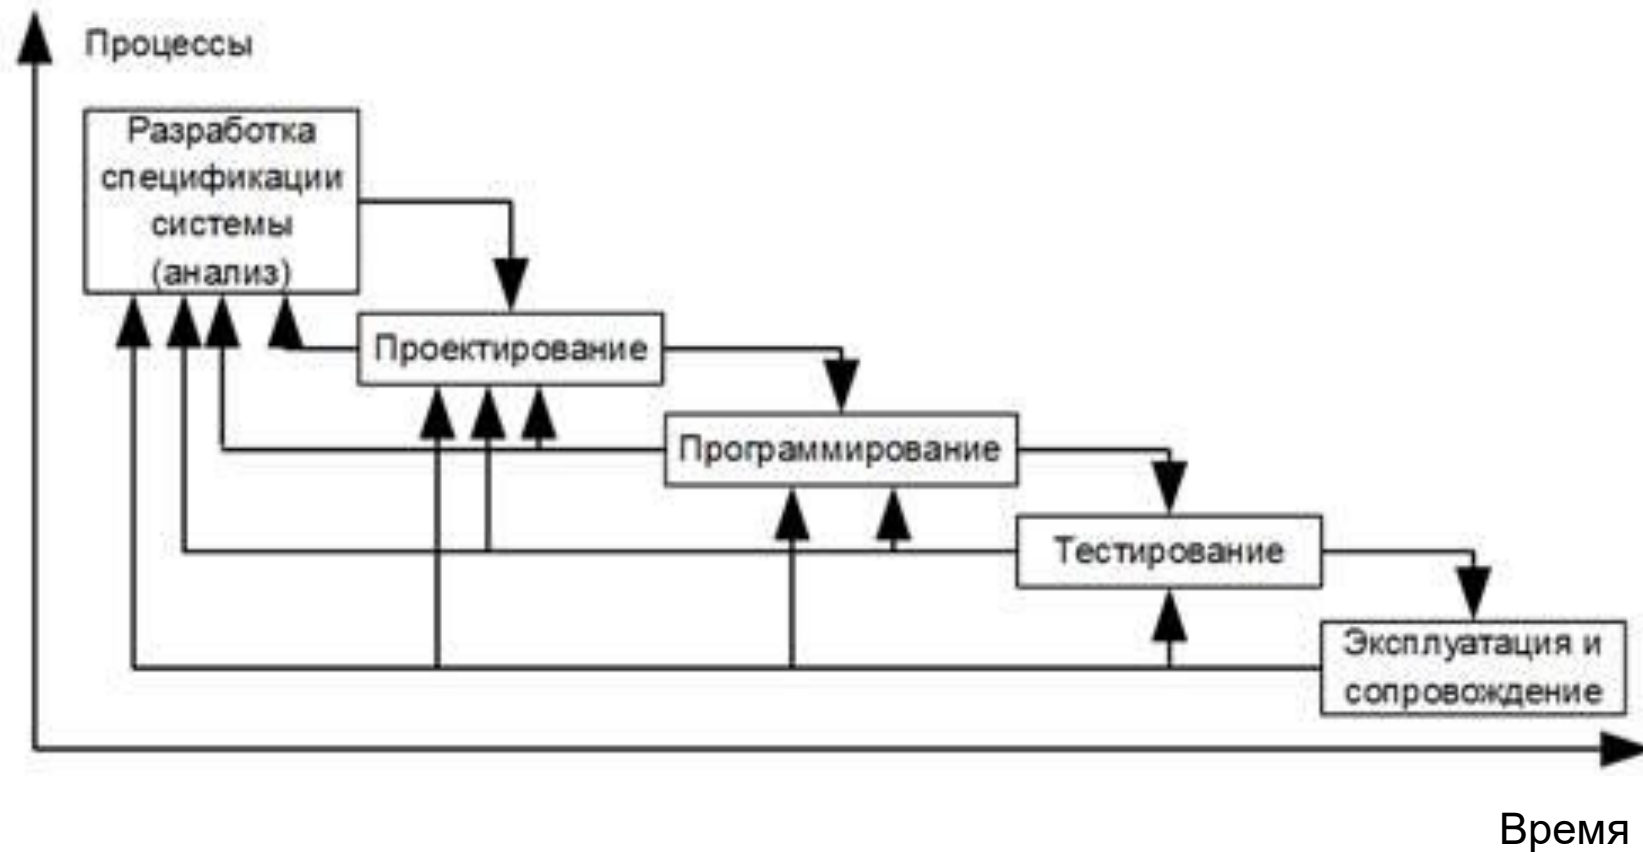 Процессы
Разработка
спецификации
системы
(анализ)
Проектирование
Программирование
Тестирование
Эксплуатация и
сопровождение
Время